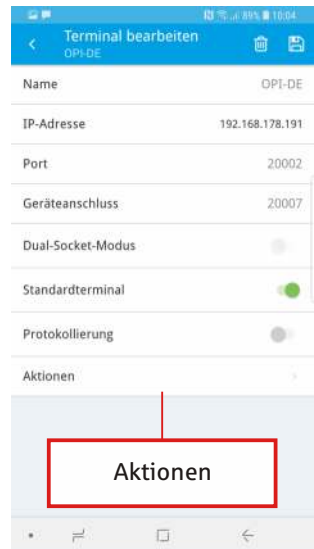 89% 10:04
Terminal bearbeiten
OPI-DE
Name OPI-DE
IP-Adresse 192.168.178.191
Port 20002
Geräteanschluss 20007
Dual-Socket-Modus
Standardterminal
Protokollierung
Aktionen
Aktionen